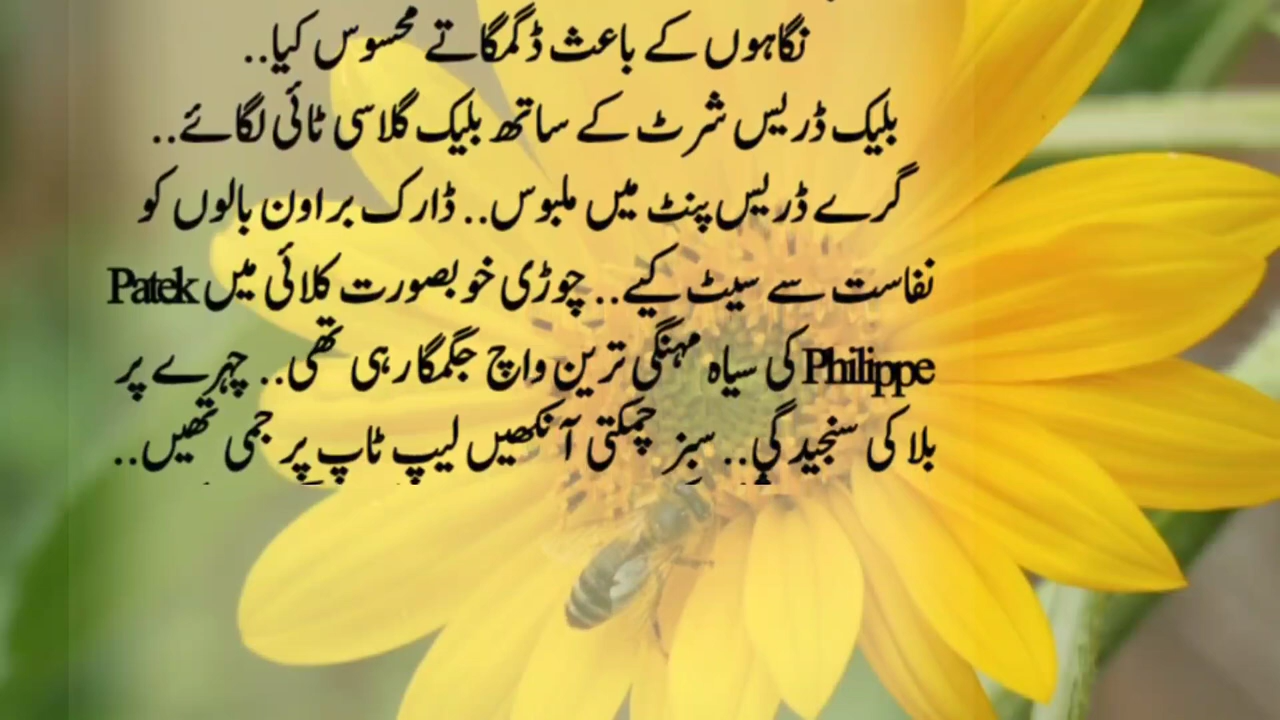 نگاہوں کے باعث ڈگمگاتے محسوس کیا..
بلیک ڈریس شرٹ کے ساتھ بلیک گلاسی ٹائی لگائے..
گرے ڈریس پنٹ میں ملبوس.. ڈارک براون بالوں کو
نفاست سے سیٹ کیے.. چوڑی خوبصورت کلائی میں Patek
Philippe کی سیاہ مہنگی ترین واچ جگمگا رہی تھی.. چہرے پر
بلا کی سنجیدگی.. سبز چمکتی آنکھیں لیپ ٹاپ پر جمی تھیں..